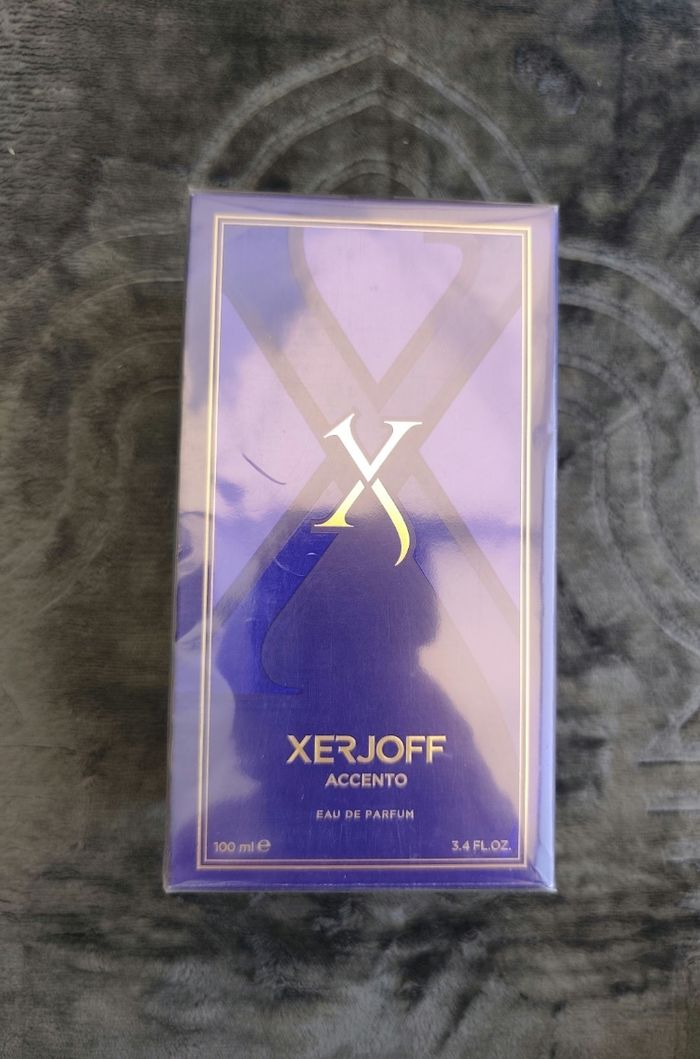 X
XERJOFF
ACCENTO
EAU DE PARFUM
100 ml ℮ 3.4 FL.OZ.